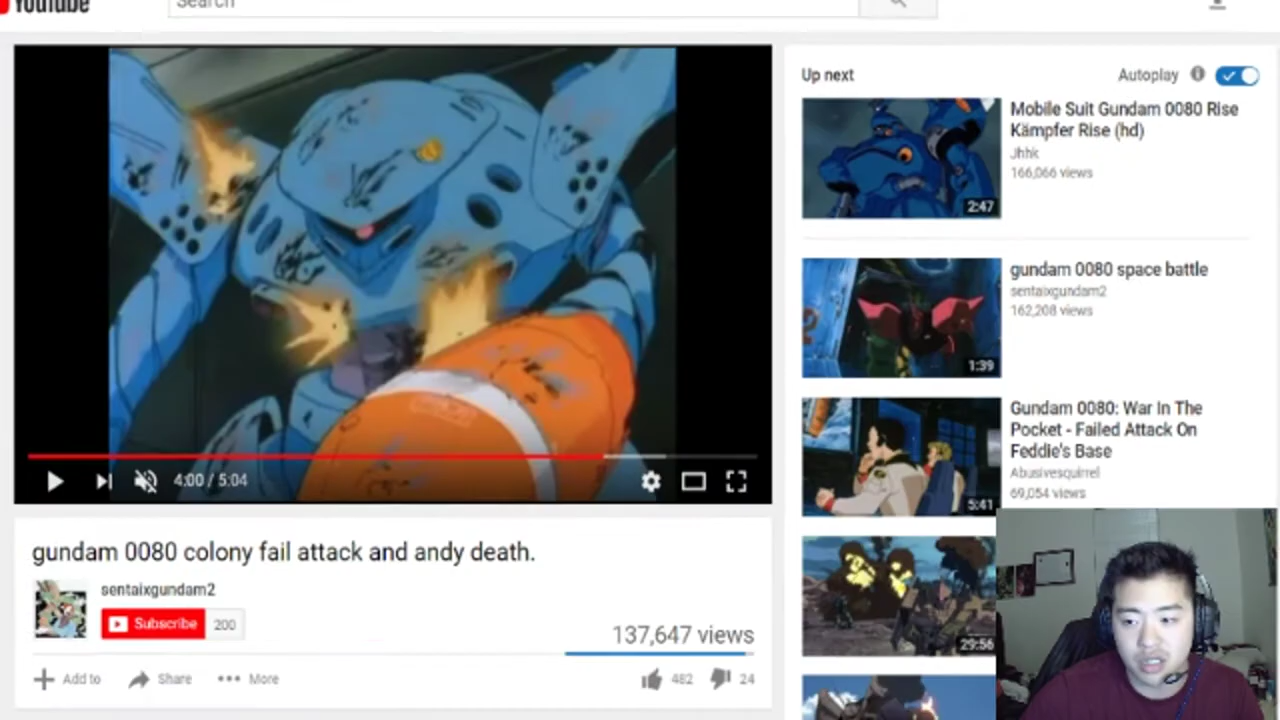 YouTube
Search
Up next
Autoplay
Mobile Suit Gundam 0080 Rise
Kämpfer Rise (hd)
Jhhk
166,066 views
2:47
gundam 0080 space battle
sentaixgundam2
162,208 views
1:39
Gundam 0080: War In The
Pocket - Failed Attack On
Feddie's Base
Abusivesquirrel
69,054 views
5:41
29:56
4:00 / 5:04
gundam 0080 colony fail attack and andy death.
sentaixgundam2
Subscribe 200
137,647 views
Add to Share More 482 24